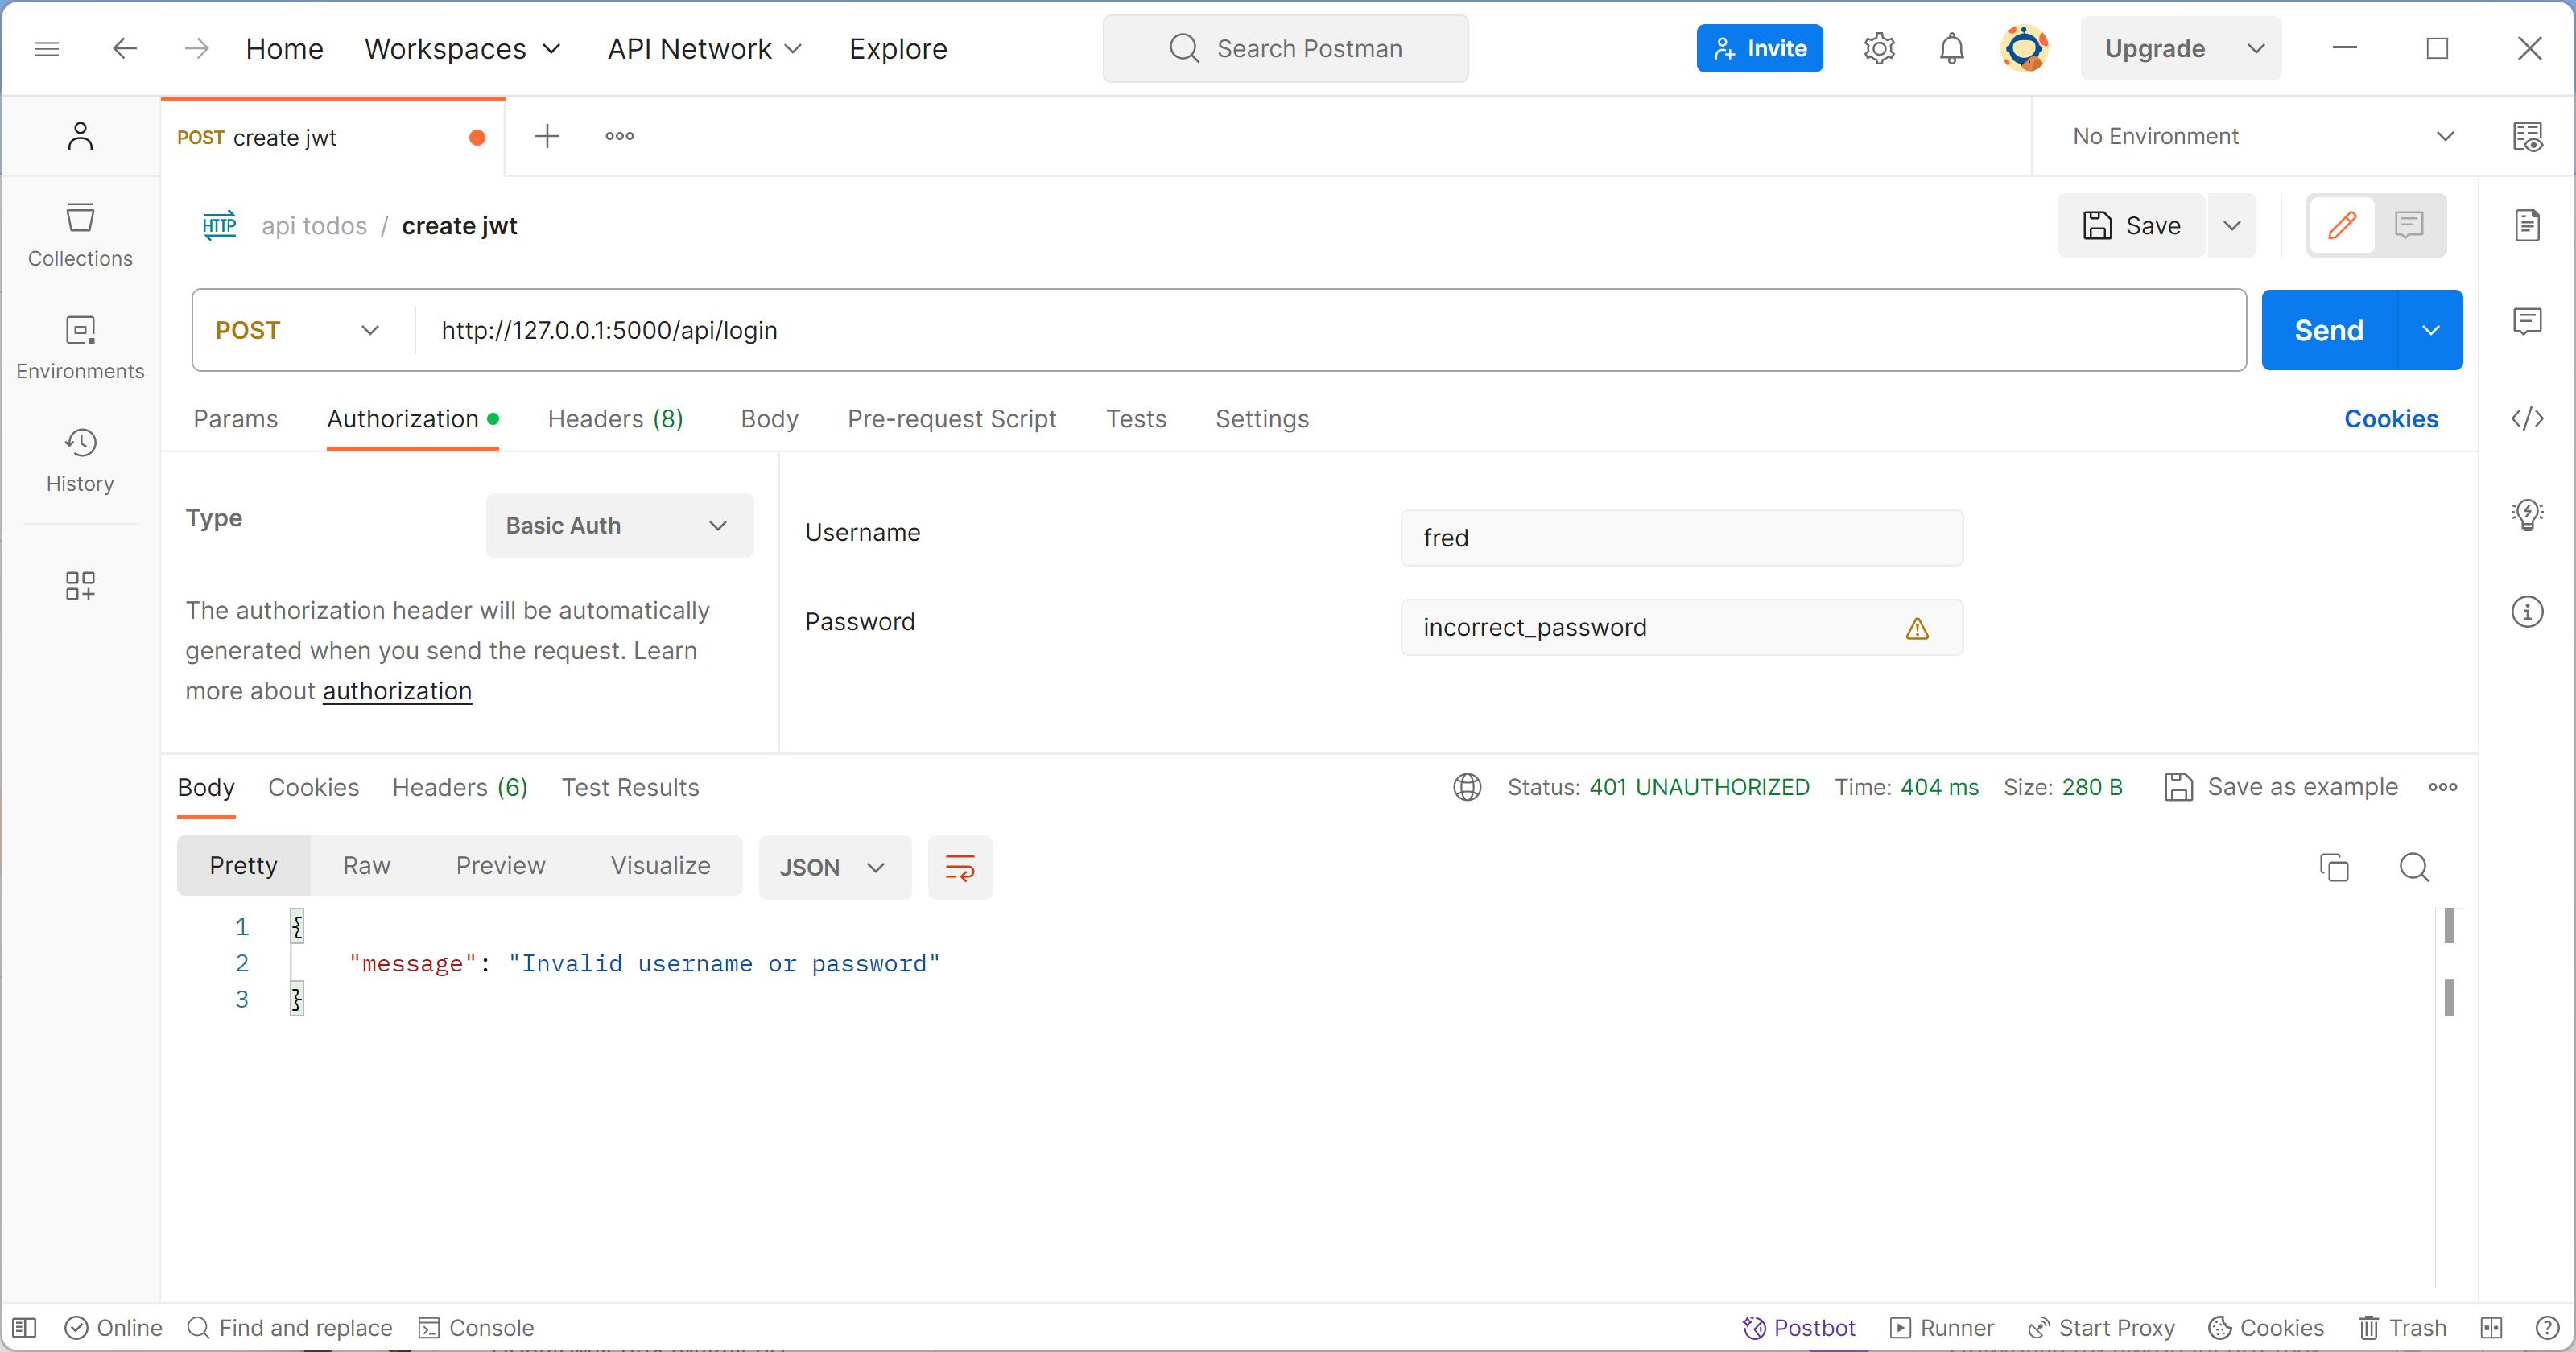 Home Workspaces API Network Explore Search Postman Invite Upgrade
POST create jwt No Environment
HTTP api todos / create jwt Save
Collections
POST http://127.0.0.1:5000/api/login Send
Environments
Params Authorization Headers (8) Body Pre-request Script Tests Settings Cookies
History
Type Basic Auth Username fred
The authorization header will be automatically
generated when you send the request. Learn
more about authorization
Password incorrect_password
Body Cookies Headers (6) Test Results Status: 401 UNAUTHORIZED Time: 404 ms Size: 280 B Save as example
Pretty Raw Preview Visualize JSON
1 {
2 "message": "Invalid username or password"
3 }
Online Find and replace Console Postbot Runner Start Proxy Cookies Trash